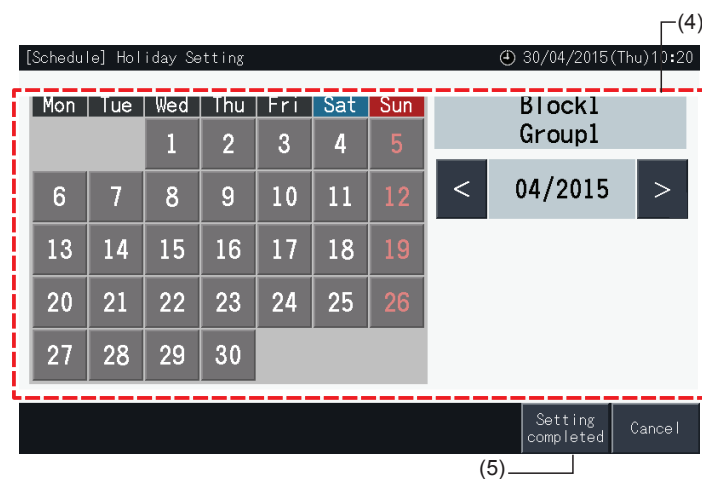 (4)
[Schedule] Holiday Setting 30/04/2015(Thu)10:20
Mon Tue Wed Thu Fri Sat Sun
Block1
Group1
1 2 3 4 5
6 7 8 9 10 11 12
< 04/2015 >
13 14 15 16 17 18 19
20 21 22 23 24 25 26
27 28 29 30
Setting
completed
Cancel
(5)